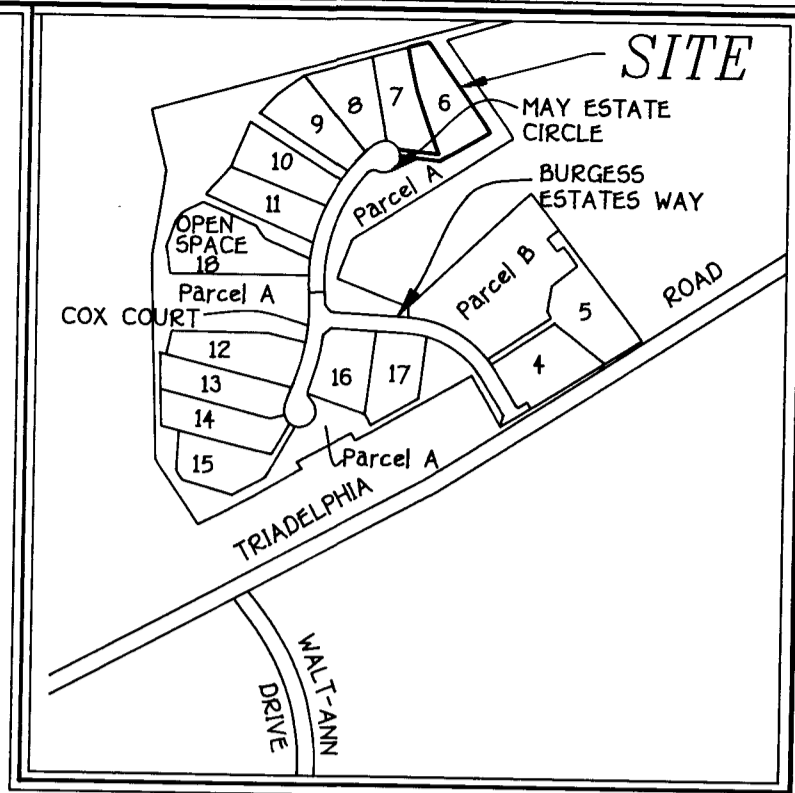 SITE
MAY ESTATE
CIRCLE
BURGESS
ESTATES WAY
6
7
8
9
10
11
Parcel A
OPEN
SPACE
18
Parcel A
COX COURT
Parcel B
5
4
ROAD
12
13
14
15
16
17
Parcel A
TRIADELPHIA
WALT-ANN
DRIVE